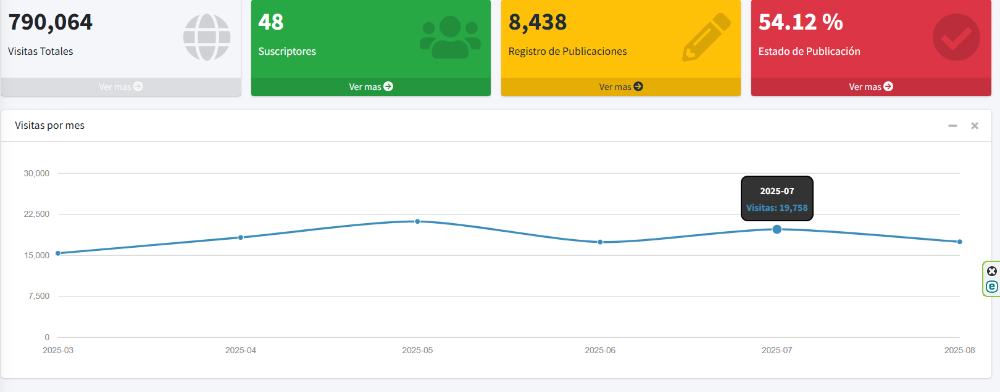 790,064
Visitas Totales
Ver mas
48
Suscriptores
Ver mas
8,438
Registro de Publicaciones
Ver mas
54.12 %
Estado de Publicación
Ver mas
Visitas por mes
30,000
22,500
15,000
7,500
0
2025-07
Visitas: 19,758
2025-03
2025-04
2025-05
2025-06
2025-07
2025-08
e